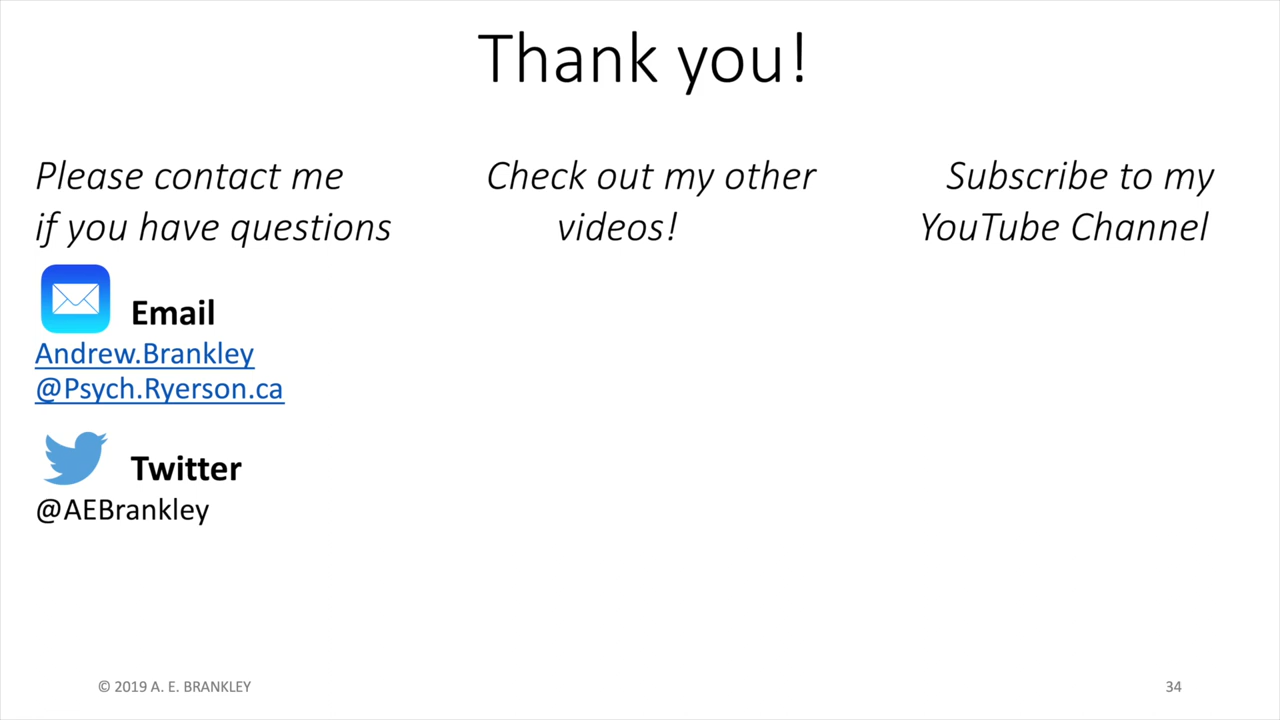 Thank you!
Please contact me
if you have questions
Email
Andrew.Brankley
@Psych.Ryerson.ca
Twitter
@AEBrankley
Check out my other
videos!
Subscribe to my
YouTube Channel
© 2019 A. E. BRANKLEY
34